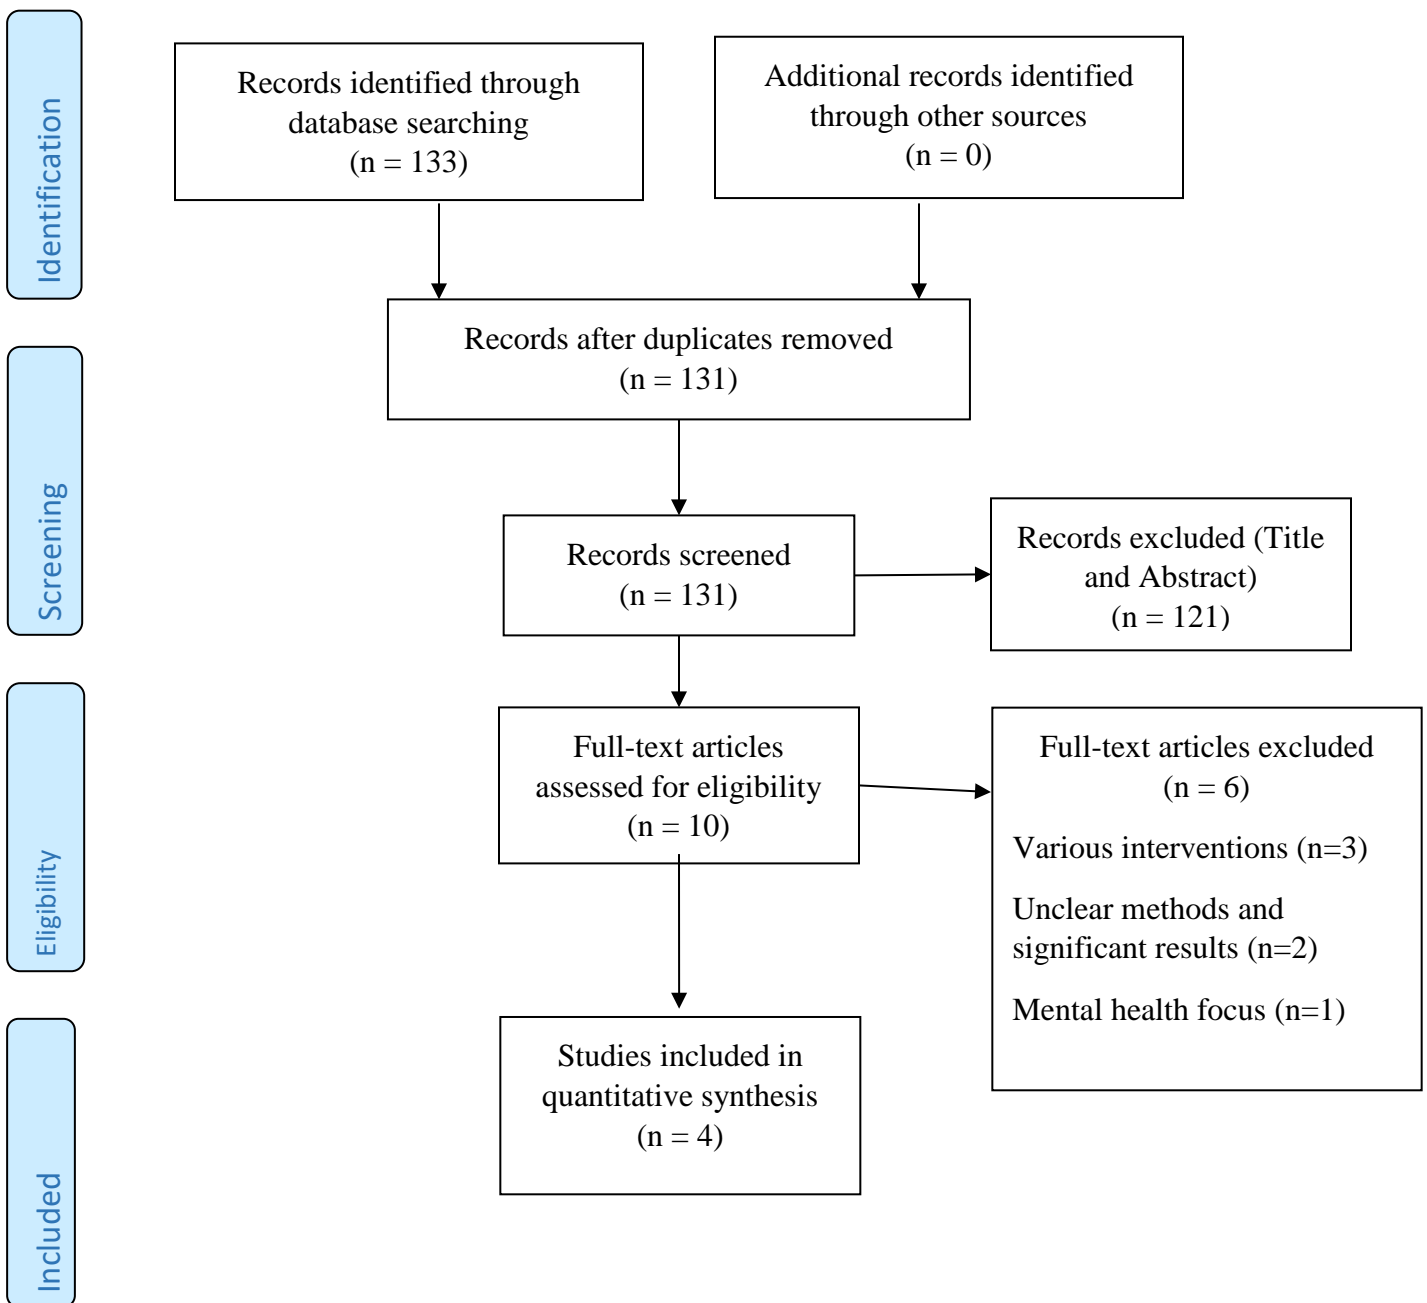 Identification
Records identified through
database searching
(n = 133)
Additional records identified
through other sources
(n = 0)
Records after duplicates removed
(n = 131)
Screening
Records screened
(n = 131)
Records excluded (Title
and Abstract)
(n = 121)
Eligibility
Full-text articles
assessed for eligibility
(n = 10)
Full-text articles excluded
(n = 6)
Various interventions (n=3)
Unclear methods and
significant results (n=2)
Mental health focus (n=1)
Included
Studies included in
quantitative synthesis
(n = 4)